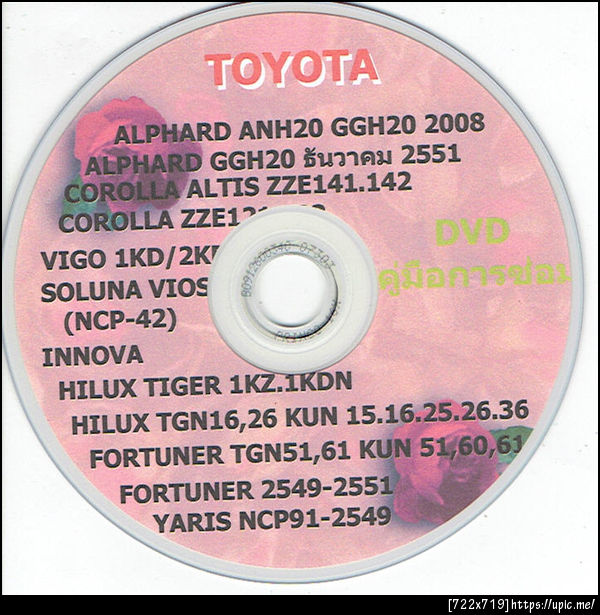 TOYOTA
ALPHARD ANH20 GGH20 2008
ALPHARD GGH20 ธันวาคม 2551
COROLLA ALTIS ZZE141.142
COROLLA
VIGO 1KD/
SOLUNA VIOS
(NCP-42)
DVD
คู่มือการซ่อม
INNOVA
HILUX TIGER 1KZ.1KDN
HILUX TGN16,26 KUN 15.16.25.26.36
FORTUNER TGN51,61 KUN 51,60,61
FORTUNER 2549-2551
YARIS NCP91-2549
[722x719]https://upic.me/